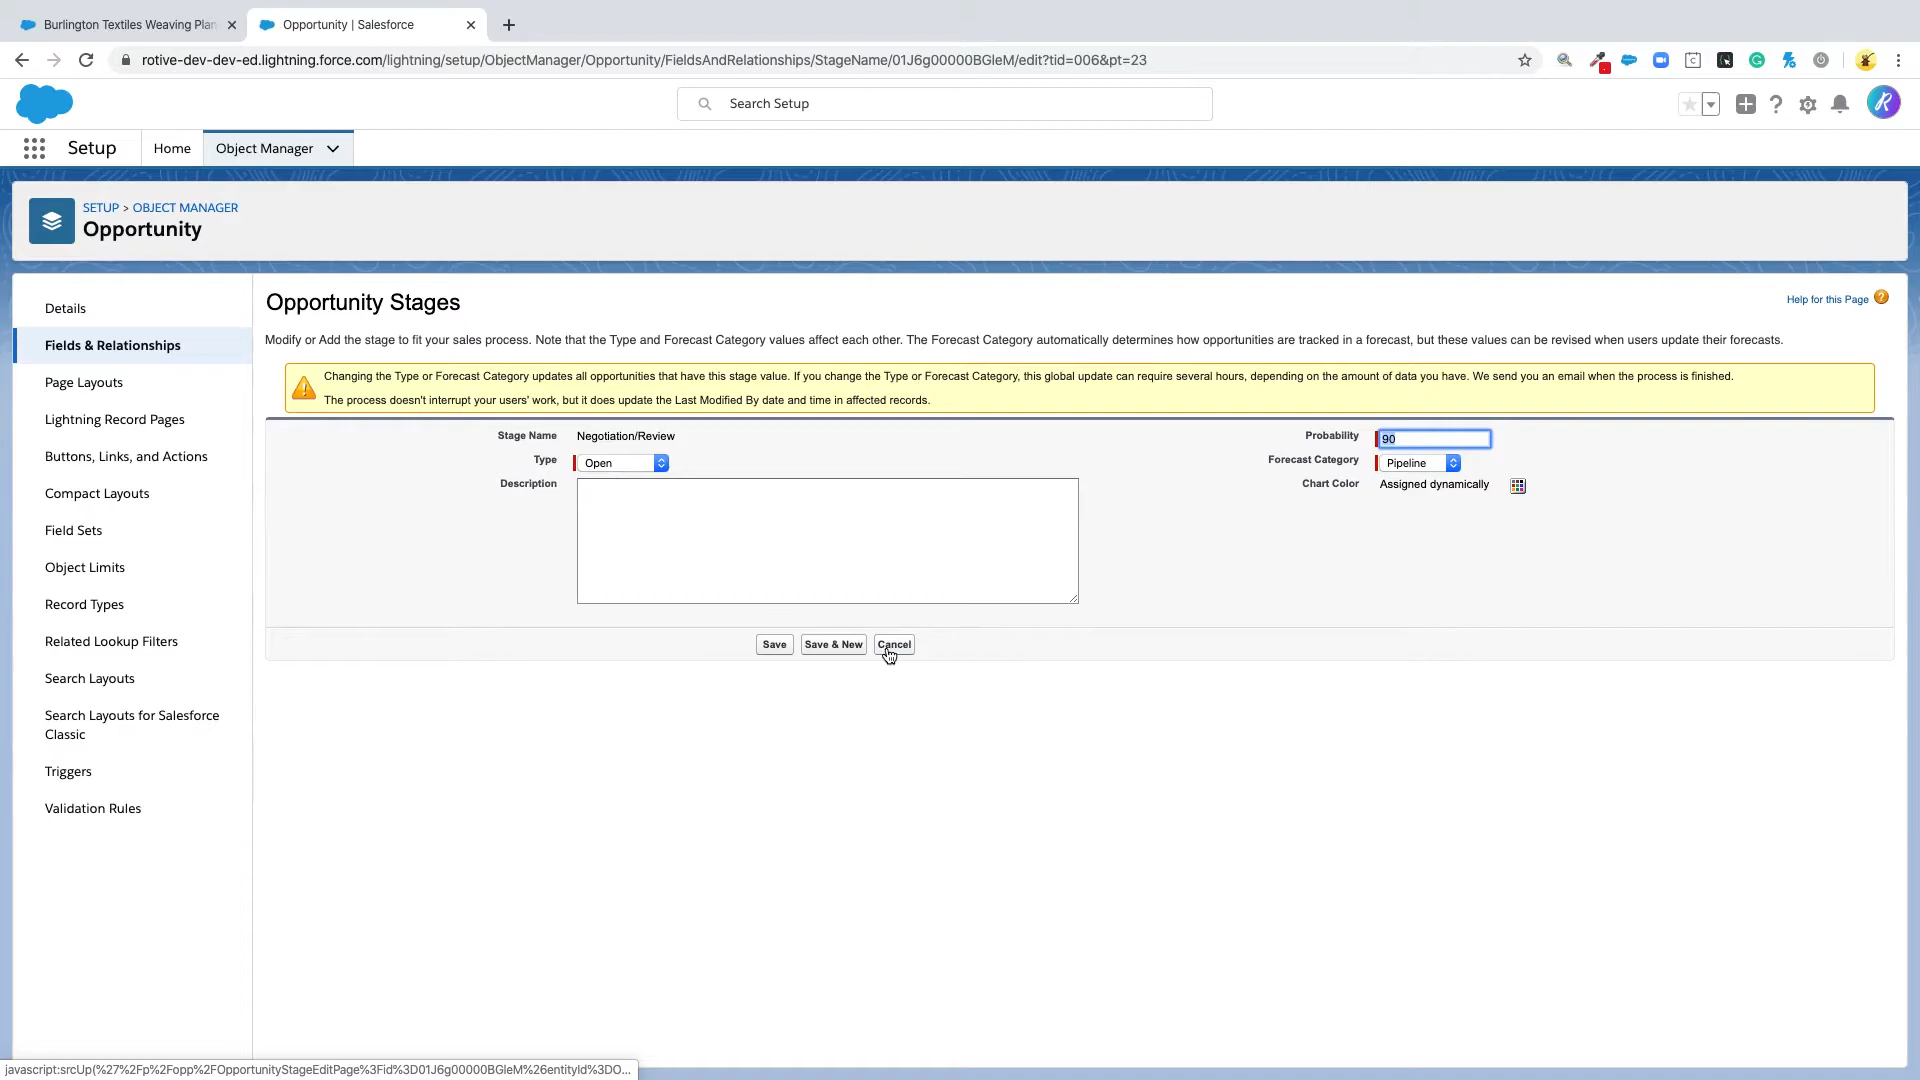 Burlington Textiles Weaving Plan
Opportunity | Salesforce
rotive-dev-dev-ed.lightning.force.com/lightning/setup/ObjectManager/Opportunity/FieldsAndRelationships/StageName/01J6g00000BGleM/edit?tid=006&pt=23
Search Setup
Setup
Home
Object Manager
SETUP > OBJECT MANAGER
Opportunity
Details
Fields & Relationships
Page Layouts
Lightning Record Pages
Buttons, Links, and Actions
Compact Layouts
Field Sets
Object Limits
Record Types
Related Lookup Filters
Search Layouts
Search Layouts for Salesforce
Classic
Triggers
Validation Rules
Opportunity Stages
Help for this Page
Modify or Add the stage to fit your sales process. Note that the Type and Forecast Category values affect each other. The Forecast Category automatically determines how opportunities are tracked in a forecast, but these values can be revised when users update their forecasts.
Changing the Type or Forecast Category updates all opportunities that have this stage value. If you change the Type or Forecast Category, this global update can require several hours, depending on the amount of data you have. We send you an email when the process is finished.
The process doesn't interrupt your users' work, but it does update the Last Modified By date and time in affected records.
Stage Name Negotiation/Review
Probability 90
Type Open
Forecast Category Pipeline
Description
Chart Color Assigned dynamically
Save Save & New Cancel
javascript:srcUp(%27%2Fp%2Fopp%2FOpportunityStageEditPage%3Fid%3D01J6g00000BGleM%26entityId%3DO...